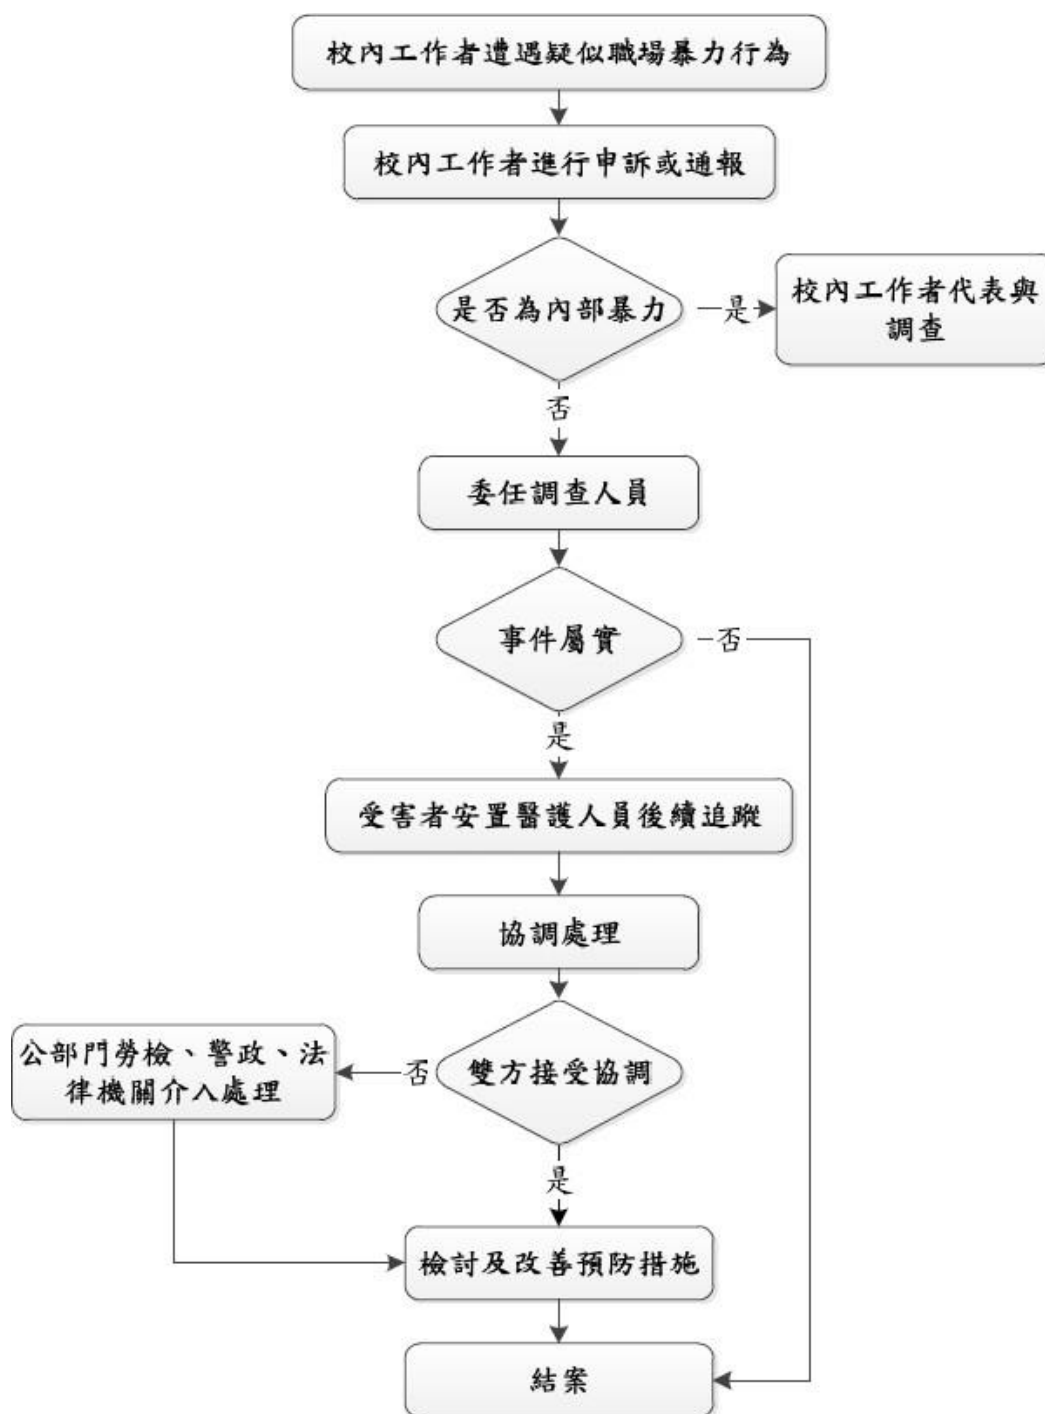 校內工作者遭遇疑似職場暴力行為
校內工作者進行申訴或通報
是否為內部暴力
是
校內工作者代表與
調查
否
委任調查人員
事件屬實
否
是
受害者安置醫護人員後續追蹤
協調處理
公部門勞檢、警政、法
律機關介入處理
否
雙方接受協調
是
檢討及改善預防措施
結案